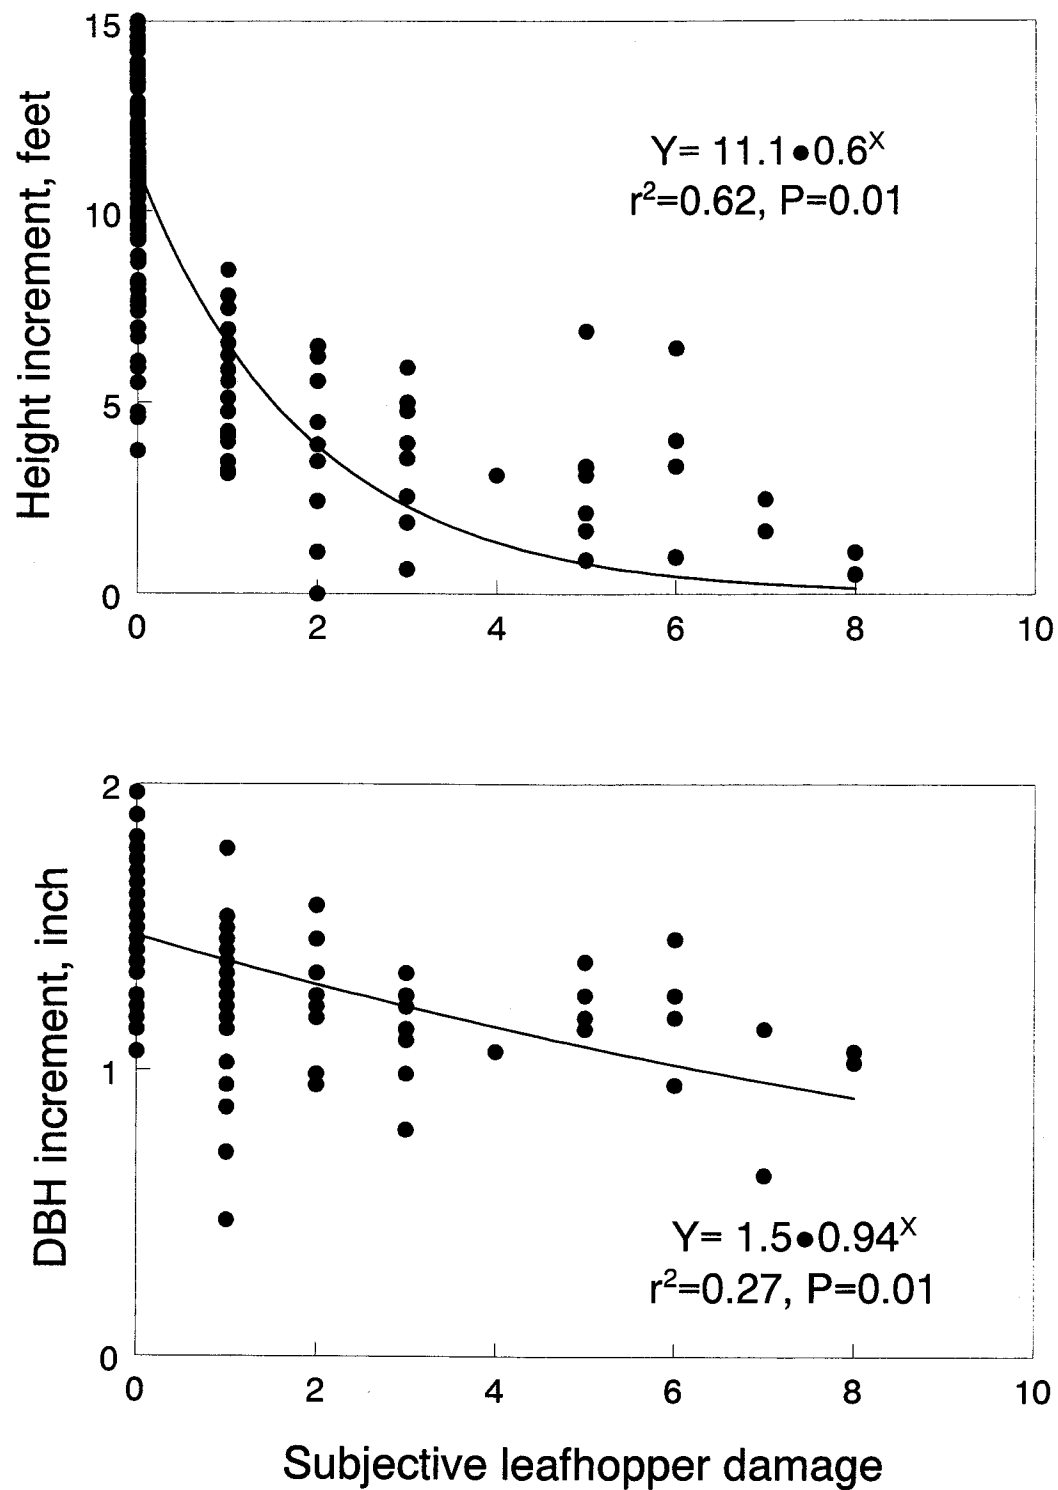 15
10
5
0
Height increment, feet
Y= 11.1•0.6ˣ
r²=0.62, P=0.01
0 2 4 6 8 10
2
1
0
DBH increment, inch
Y= 1.5•0.94ˣ
r²=0.27, P=0.01
0 2 4 6 8 10
Subjective leafhopper damage